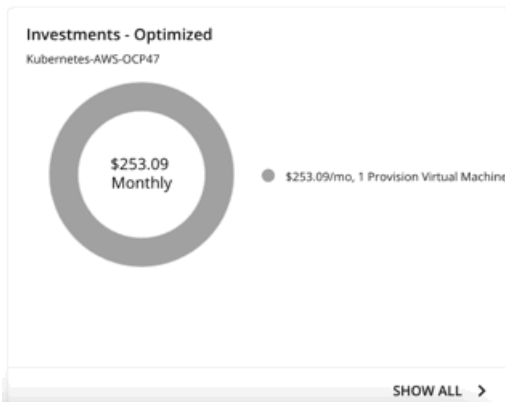 Investments - Optimized
Kubernetes-AWS-OCP47
$253.09
Monthly
$253.09/mo, 1 Provision Virtual Machine
SHOW ALL